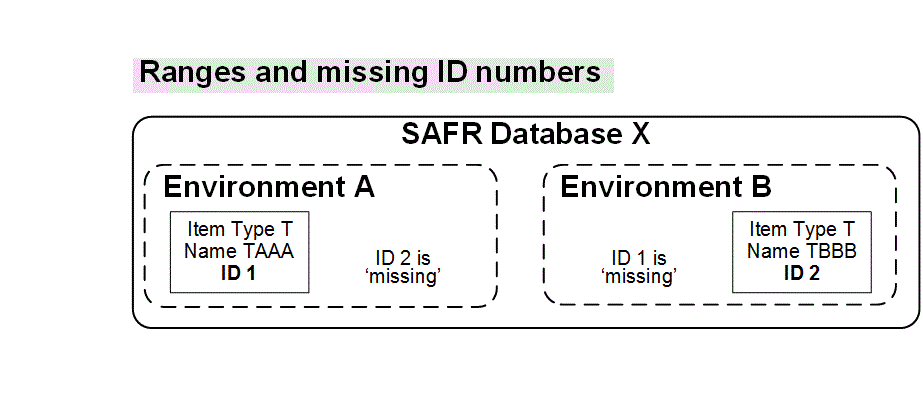 Ranges and missing ID numbers
SAFR Database X
Environment A
Item Type T
Name TAAA
ID 1
ID 2 is
‘missing’
Environment B
ID 1 is
‘missing’
Item Type T
Name TBBB
ID 2